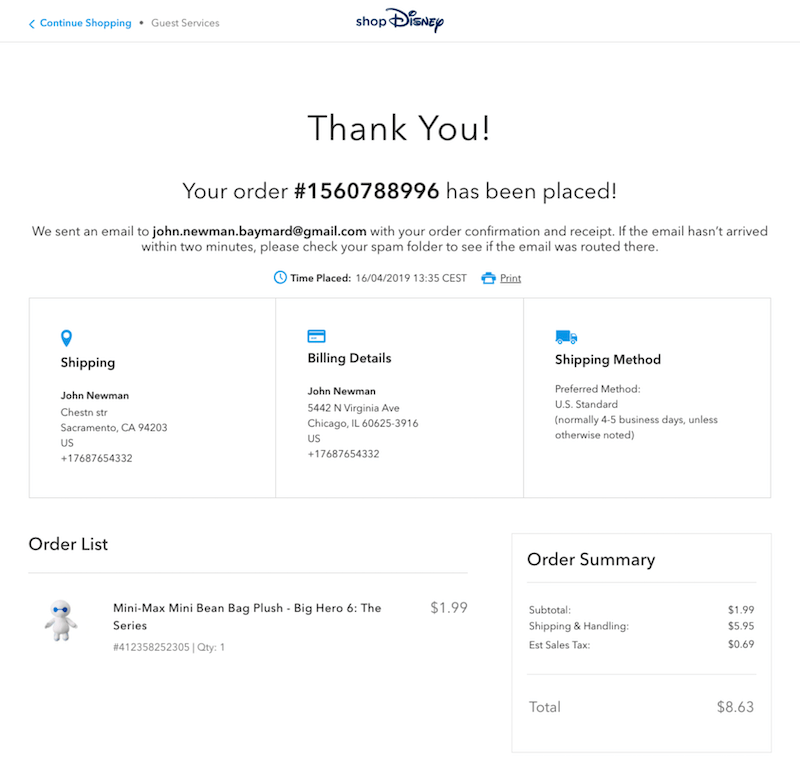 Continue Shopping • Guest Services
shop Disney
Thank You!
Your order #1560788996 has been placed!
We sent an email to john.newman.baymard@gmail.com with your order confirmation and receipt. If the email hasn't arrived
within two minutes, please check your spam folder to see if the email was routed there.
Time Placed: 16/04/2019 13:35 CEST Print
Shipping
John Newman
Chestn str
Sacramento, CA 94203
US
+17687654332
Billing Details
John Newman
5442 N Virginia Ave
Chicago, IL 60625-3916
US
+17687654332
Shipping Method
Preferred Method:
U.S. Standard
(normally 4-5 business days, unless
otherwise noted)
Order List
Mini-Max Mini Bean Bag Plush - Big Hero 6: The
Series
$1.99
#412358252305 | Qty: 1
Order Summary
Subtotal: $1.99
Shipping & Handling: $5.95
Est Sales Tax: $0.69
Total $8.63